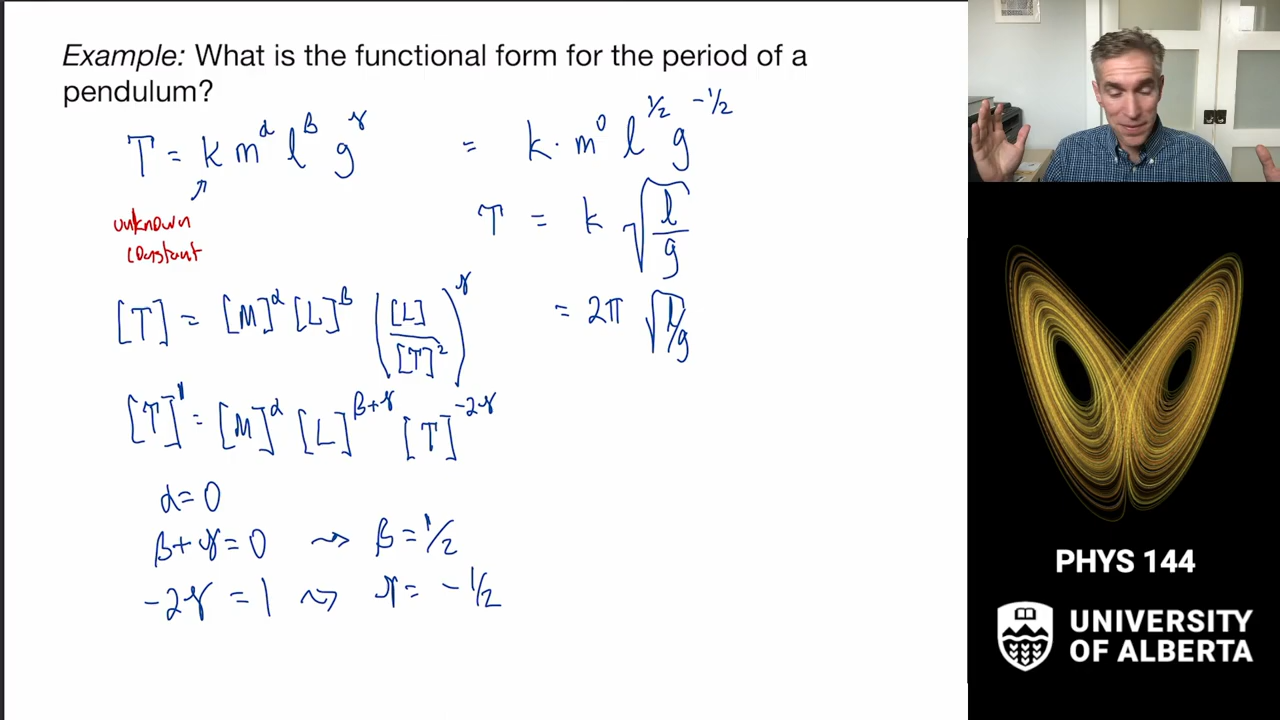 Example: What is the functional form for the period of a
pendulum?
T = k m^α l^β g^γ = k · m^0 l^1/2 g^-1/2
unknown
constant
T = k √(l/g)
[T] = [M]^α [L]^β ([L]/[T]^2)^γ
= 2π √(l/g)
[T]^1 = [M]^α [L]^β+γ [T]^-2γ
α = 0
β + γ = 0 ⇝ β = 1/2
-2γ = 1 ⇝ γ = -1/2
PHYS 144
UNIVERSITY
OF ALBERTA